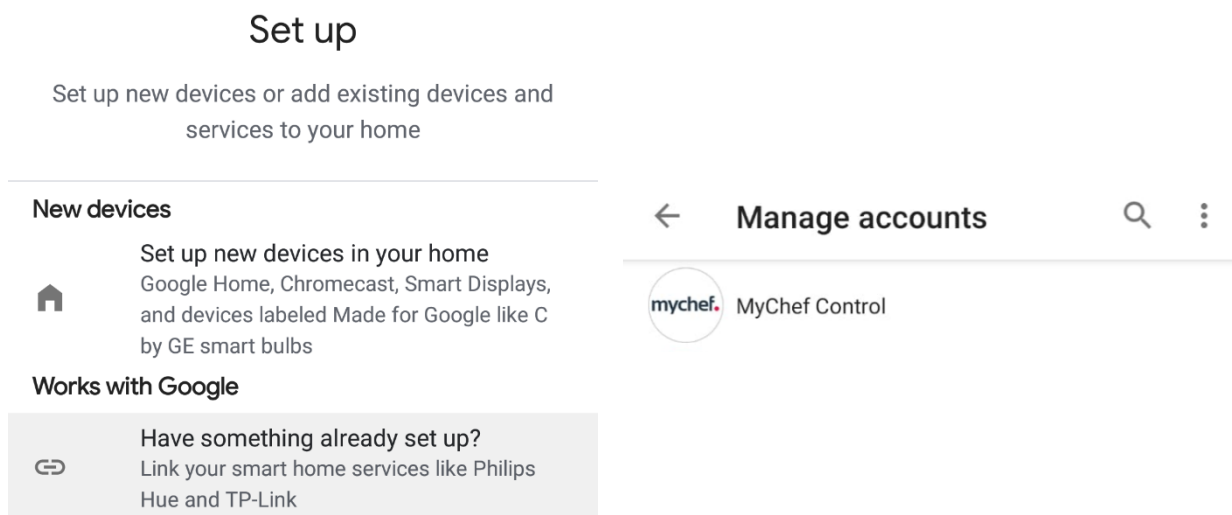 Set up
Set up new devices or add existing devices and
services to your home
New devices
Set up new devices in your home
Google Home, Chromecast, Smart Displays,
and devices labeled Made for Google like C
by GE smart bulbs
Works with Google
Have something already set up?
Link your smart home services like Philips
Hue and TP-Link
Manage accounts
mychef.
MyChef Control